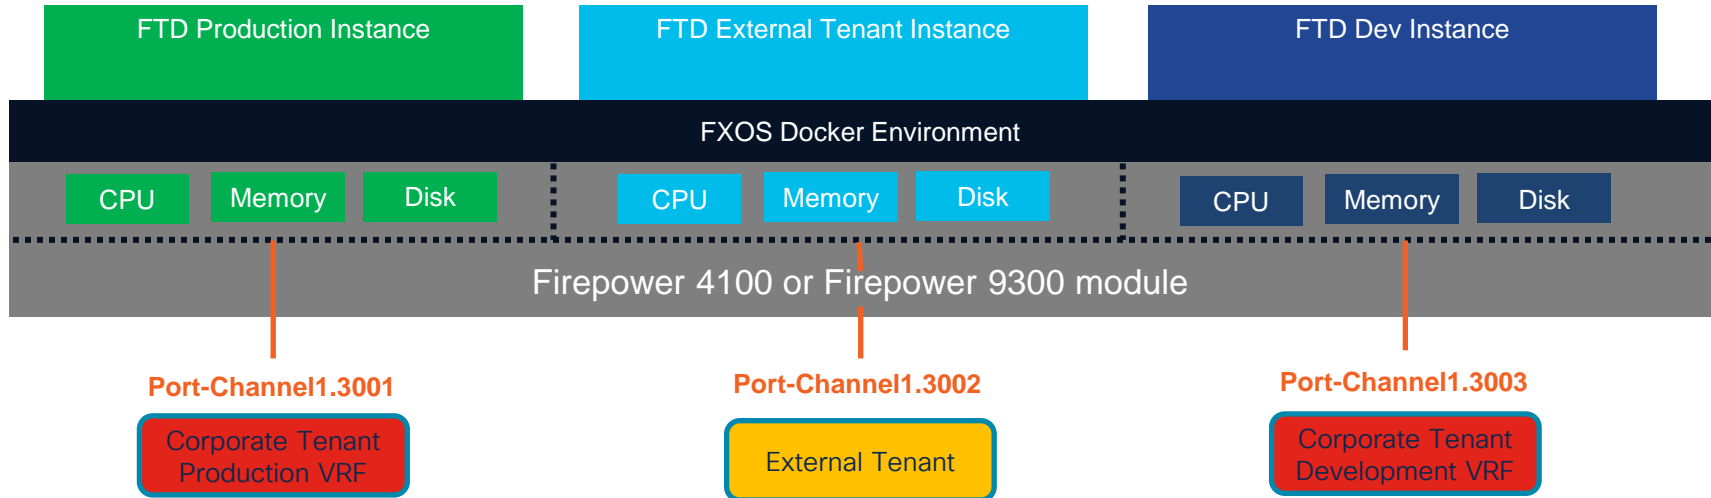 FTD Production Instance
FTD External Tenant Instance
FTD Dev Instance
FXOS Docker Environment
CPU
Memory
Disk
CPU
Memory
Disk
CPU
Memory
Disk
Firepower 4100 or Firepower 9300 module
Port-Channel1.3001
Port-Channel1.3002
Port-Channel1.3003
Corporate Tenant
Production VRF
External Tenant
Corporate Tenant
Development VRF